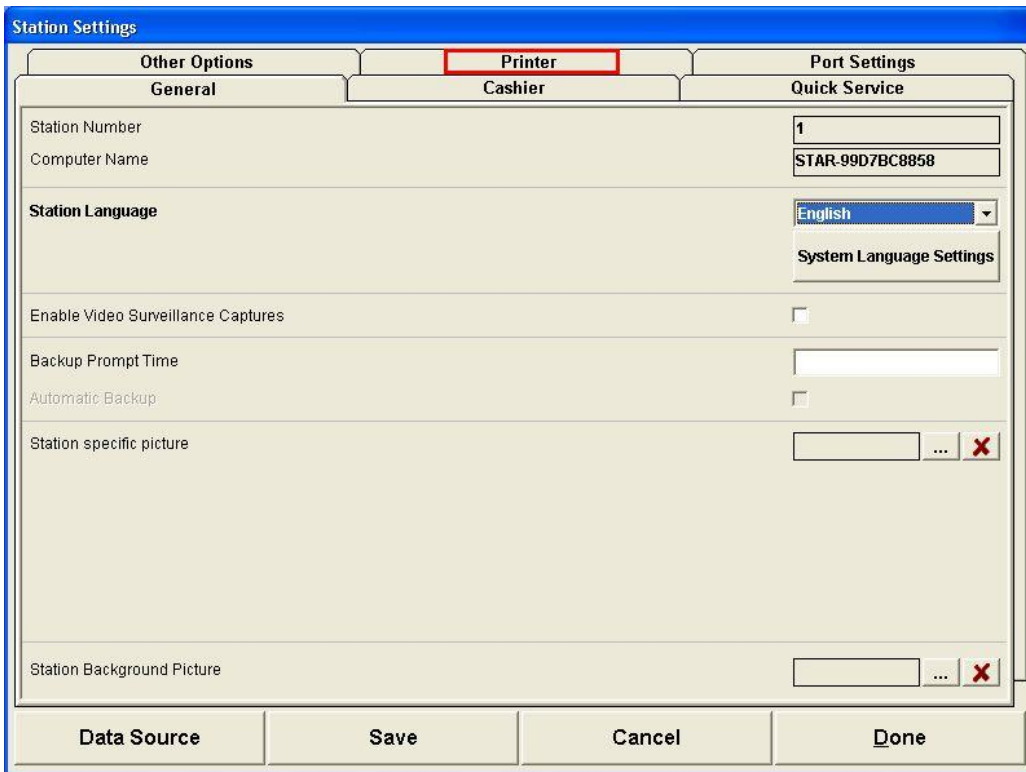 Station Settings
Other Options Printer Port Settings
General Cashier Quick Service
Station Number 1
Computer Name STAR-99D7BC8858
Station Language English
System Language Settings
Enable Video Surveillance Captures
Backup Prompt Time
Automatic Backup
Station specific picture ...
Station Background Picture ...
Data Source Save Cancel Done